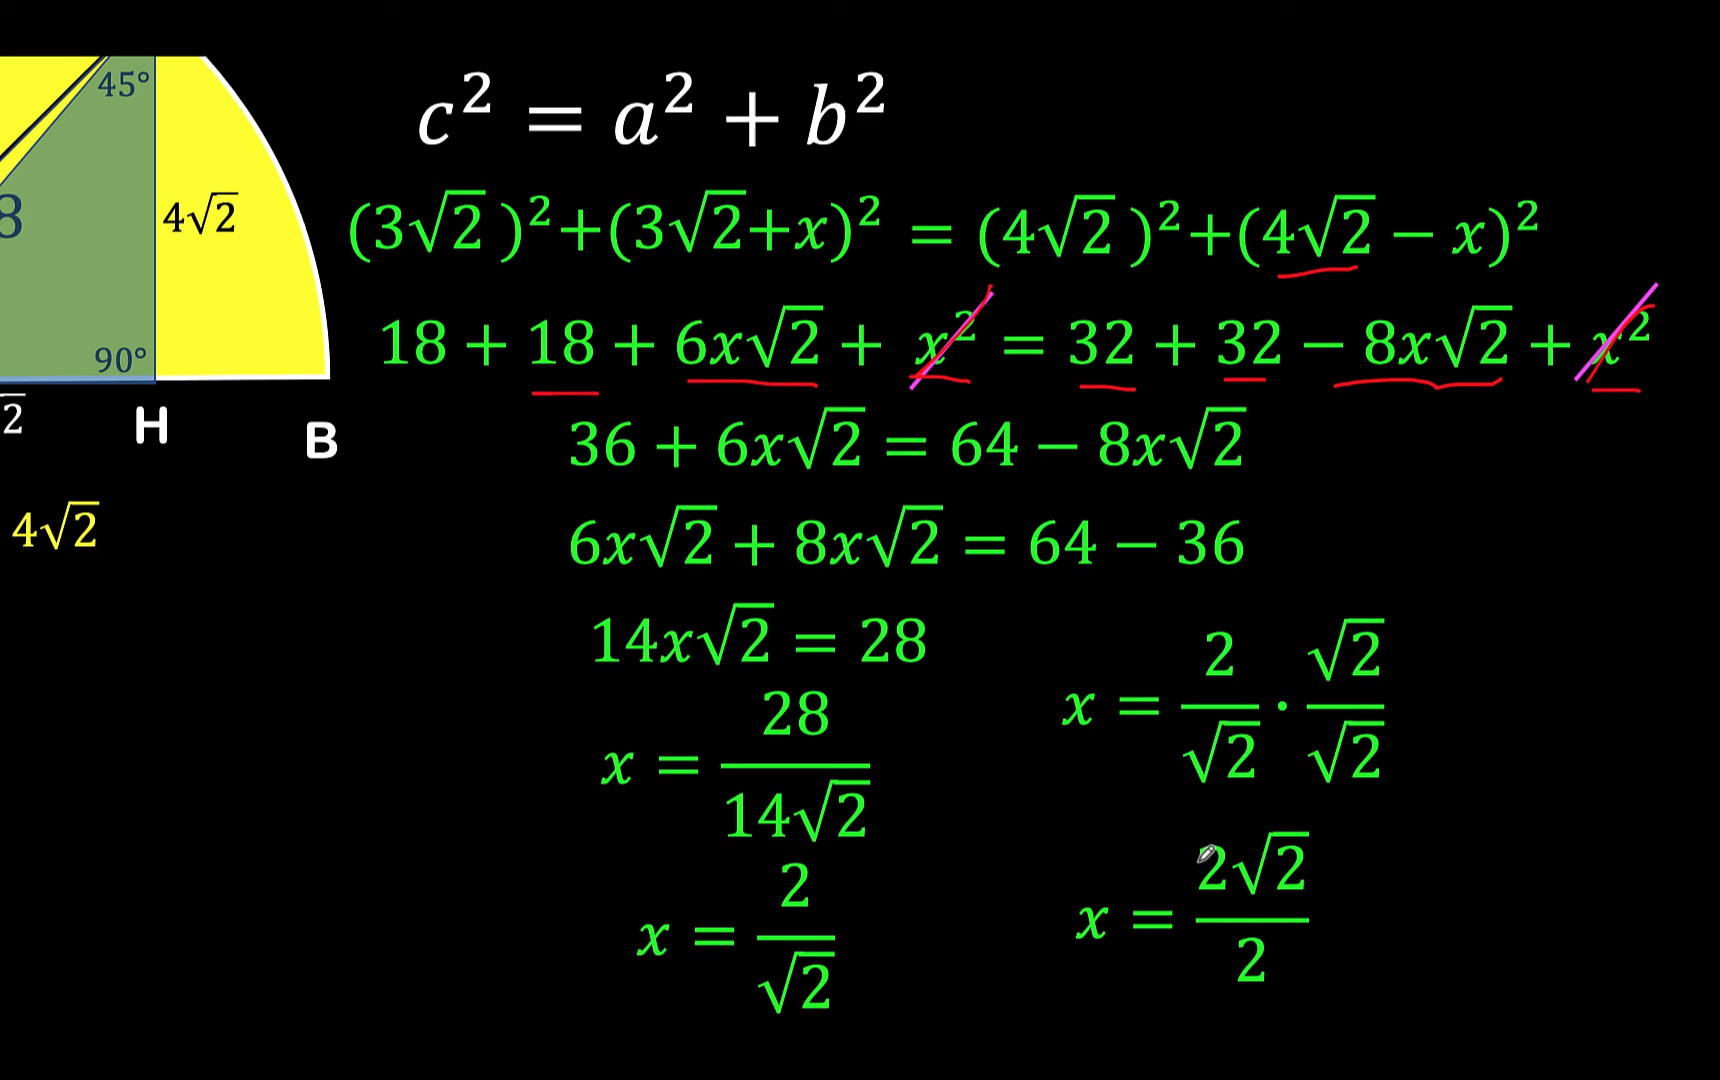 45°
c² = a² + b²
8
4√2
(3√2 )²+(3√2+x)² = (4√2 )²+(4√2 − x)²
90°
18 + 18 + 6x√2 + x² = 32 + 32 − 8x√2 + x²
2
H
B
36 + 6x√2 = 64 − 8x√2
4√2
6x√2 + 8x√2 = 64 − 36
14x√2 = 28
x = 28/14√2
x = 2/√2
x = 2/√2 · √2/√2
x = 2√2/2